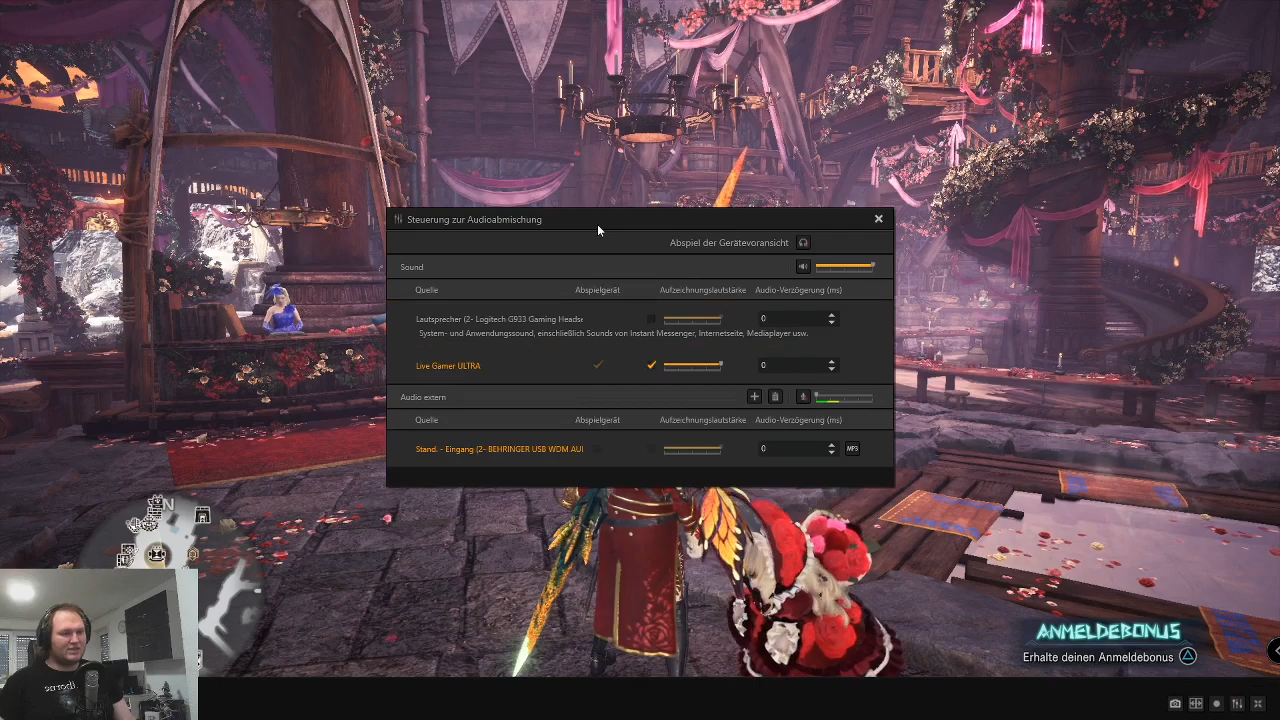 Steuerung zur Audioabmischung
Abspiel der Gerätevoransicht
Sound
Quelle Abspielgerät Aufzeichnungslautstärke Audio-Verzögerung (ms)
Lautsprecher (2- Logitech G933 Gaming Headse 0
System- und Anwendungssound, einschließlich Sounds von Instant Messenger, Internetseite, Mediaplayer usw.
Live Gamer ULTRA 0
Audio extern
Quelle Abspielgerät Aufzeichnungslautstärke Audio-Verzögerung (ms)
Stand. - Eingang (2- BEHRINGER USB WDM AUI 0 MP3
N
ANMELDEBONUS
Erhalte deinen Anmeldebonus